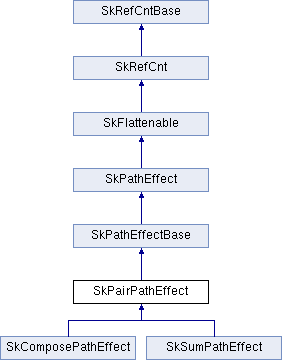 SkRefCntBase
SkRefCnt
SkFlattenable
SkPathEffect
SkPathEffectBase
SkPairPathEffect
SkComposePathEffect
SkSumPathEffect